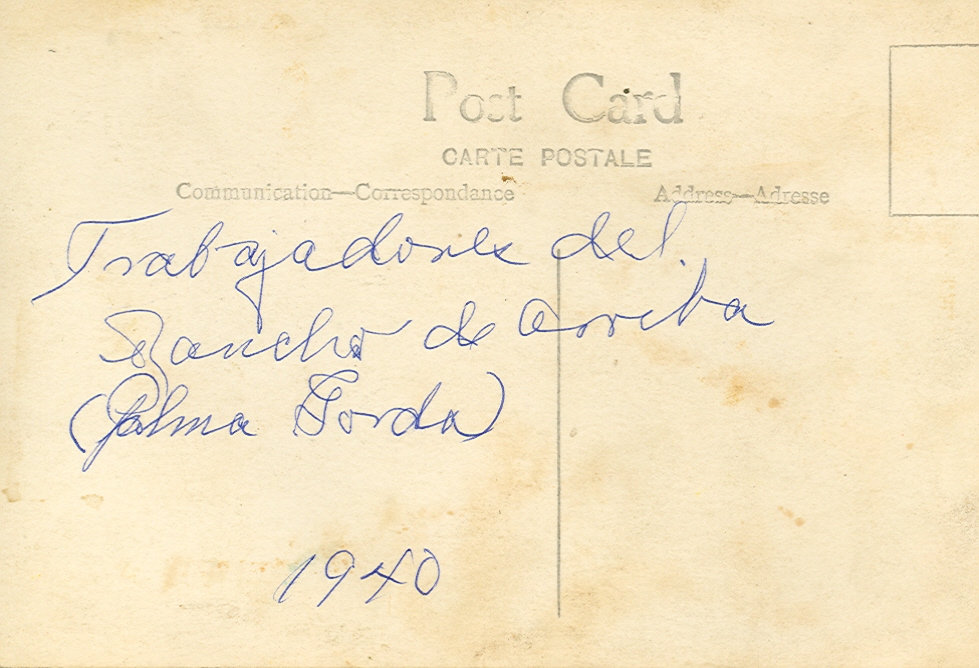 Post Card
CARTE POSTALE
Communication—Correspondance Address—Adresse
Trabajadores del
Rancho de Arriba
(Palma Gorda)
1940